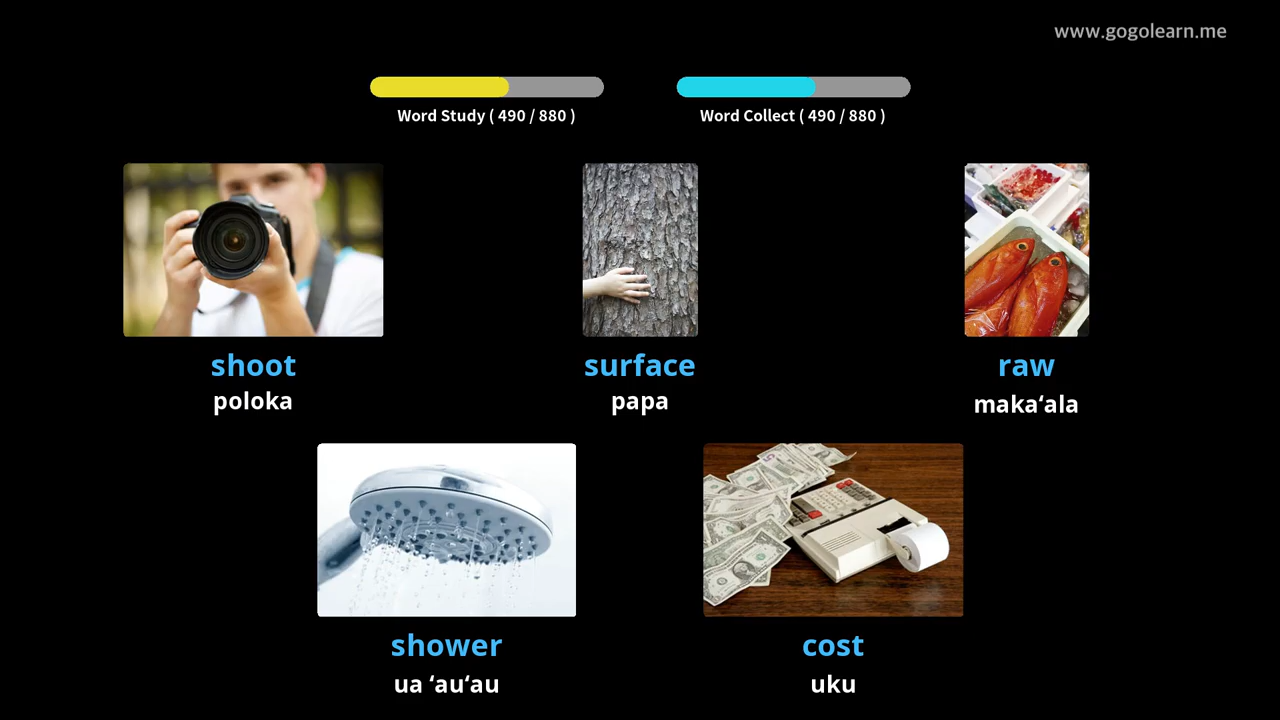 www.gogolearn.me
Word Study ( 490 / 880 )
Word Collect ( 490 / 880 )
shoot
poloka
surface
papa
raw
makaʻala
shower
ua ʻauʻau
cost
uku